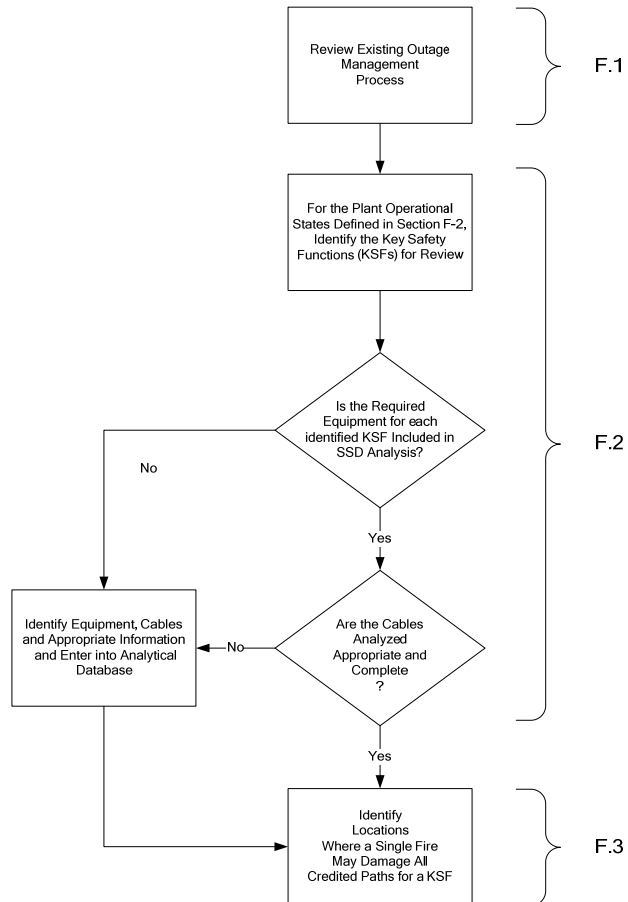 Review Existing Outage
Management
Process
F.1
For the Plant Operational
States Defined in Section F-2,
Identify the Key Safety
Functions (KSFs) for Review
Is the Required
Equipment for each
identified KSF Included in
SSD Analysis?
F.2
No
Yes
Identify Equipment, Cables
and Appropriate Information
and Enter into Analytical
Database
No
Are the Cables
Analyzed
Appropriate and
Complete
?
Yes
Identify
Locations
Where a Single Fire
May Damage All
Credited Paths for a KSF
F.3